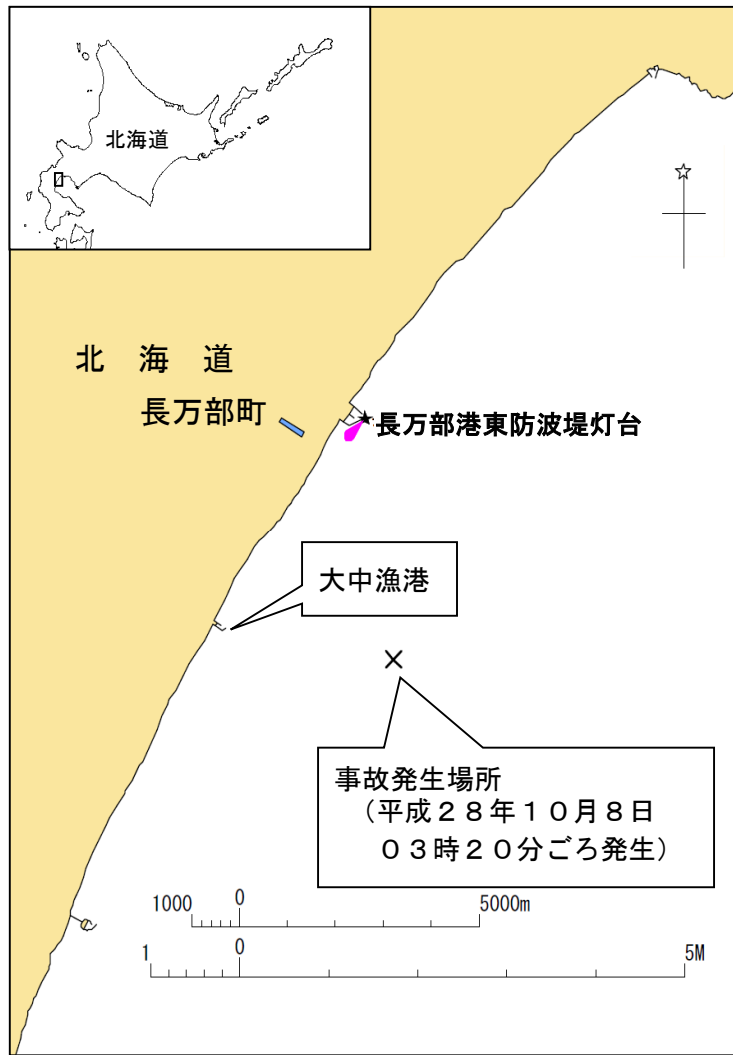 北海道
北 海 道
長万部町
長万部港東防波堤灯台
大中漁港
事故発生場所
(平成28年10月8日
03時20分ごろ発生)
1000 0 5000m
1 0 5M